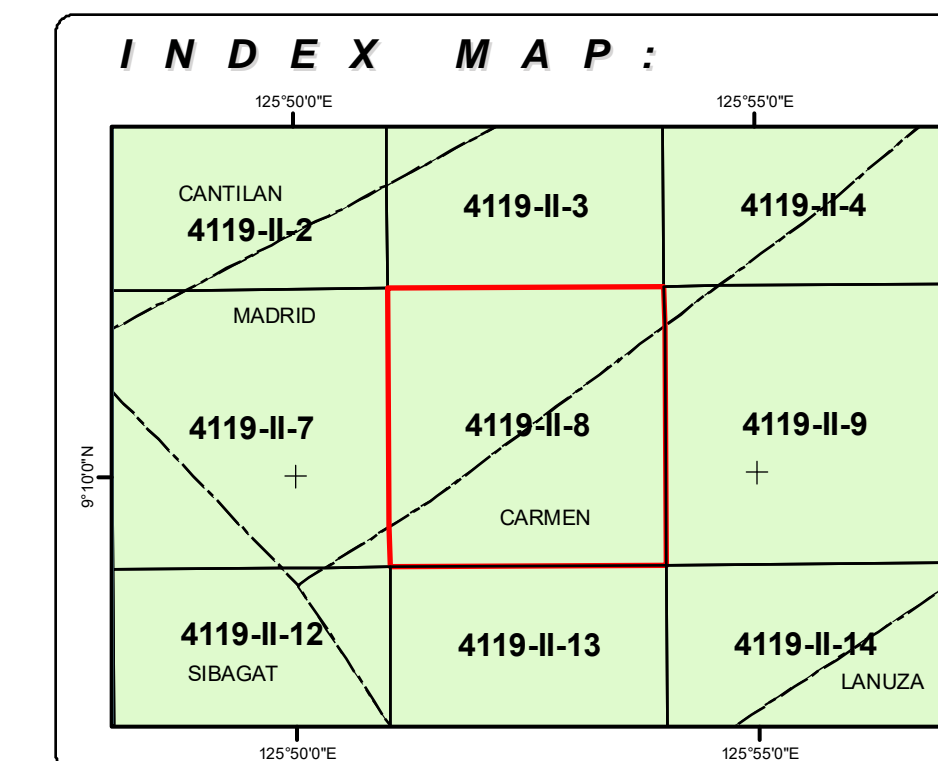 INDEX MAP:
125°50'0"E 125°55'0"E
CANTILAN
4119-II-2
4119-II-3
4119-II-4
MADRID
4119-II-7
4119-II-8
4119-II-9
9°10'0"N
CARMEN
4119-II-12
SIBAGAT
4119-II-13
4119-II-14
LANUZA
125°50'0"E 125°55'0"E